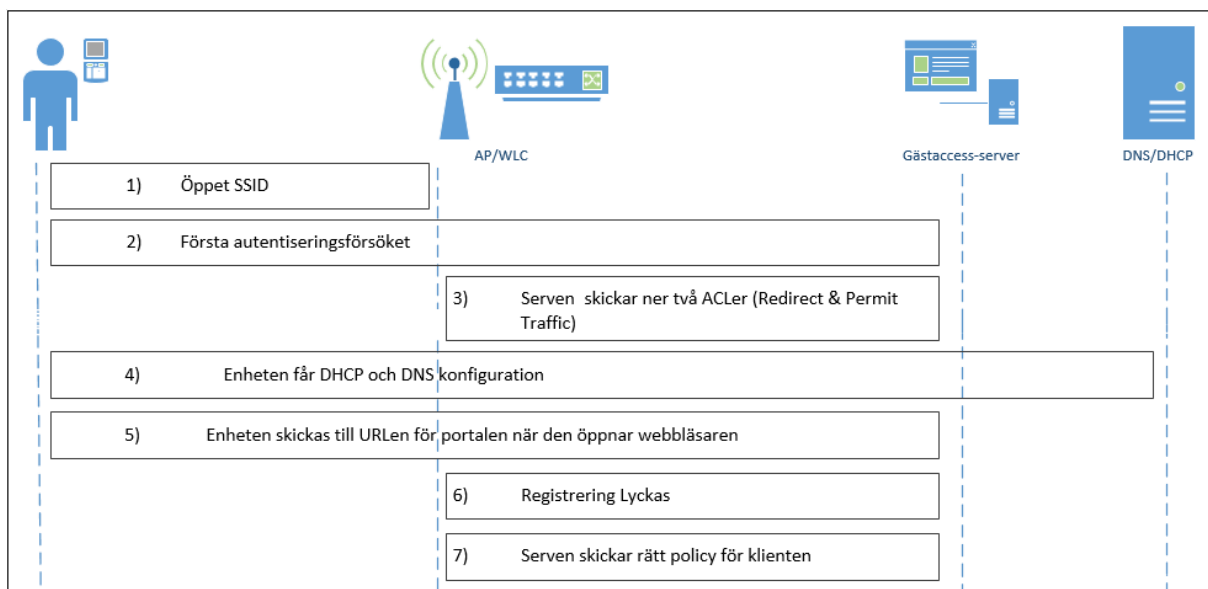 AP/WLC
Gästaccess-server
DNS/DHCP
1) Öppet SSID
2) Första autentiseringsförsöket
3) Serven skickar ner två ACLer (Redirect & Permit
Traffic)
4) Enheten får DHCP och DNS konfiguration
5) Enheten skickas till URLen för portalen när den öppnar webbläsaren
6) Registrering Lyckas
7) Serven skickar rätt policy för klienten